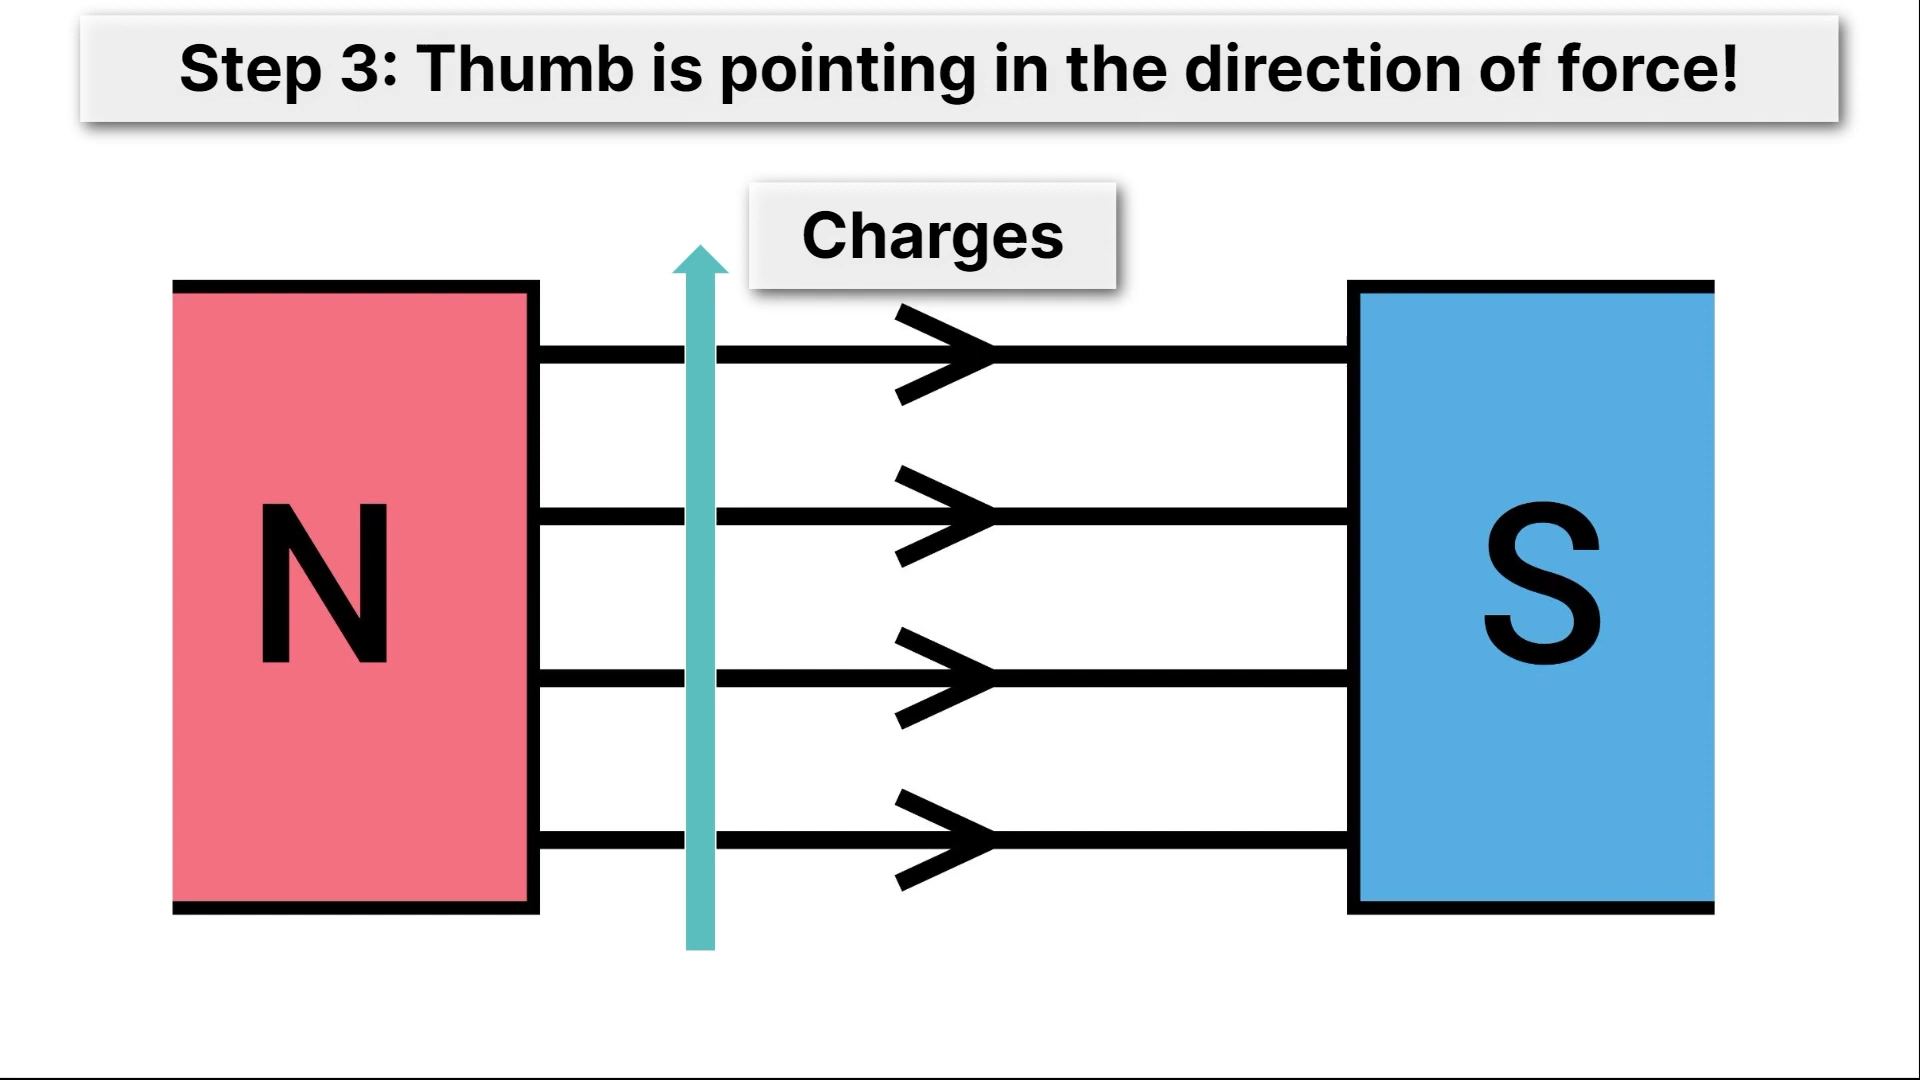 Step 3: Thumb is pointing in the direction of force!
Charges
N
S